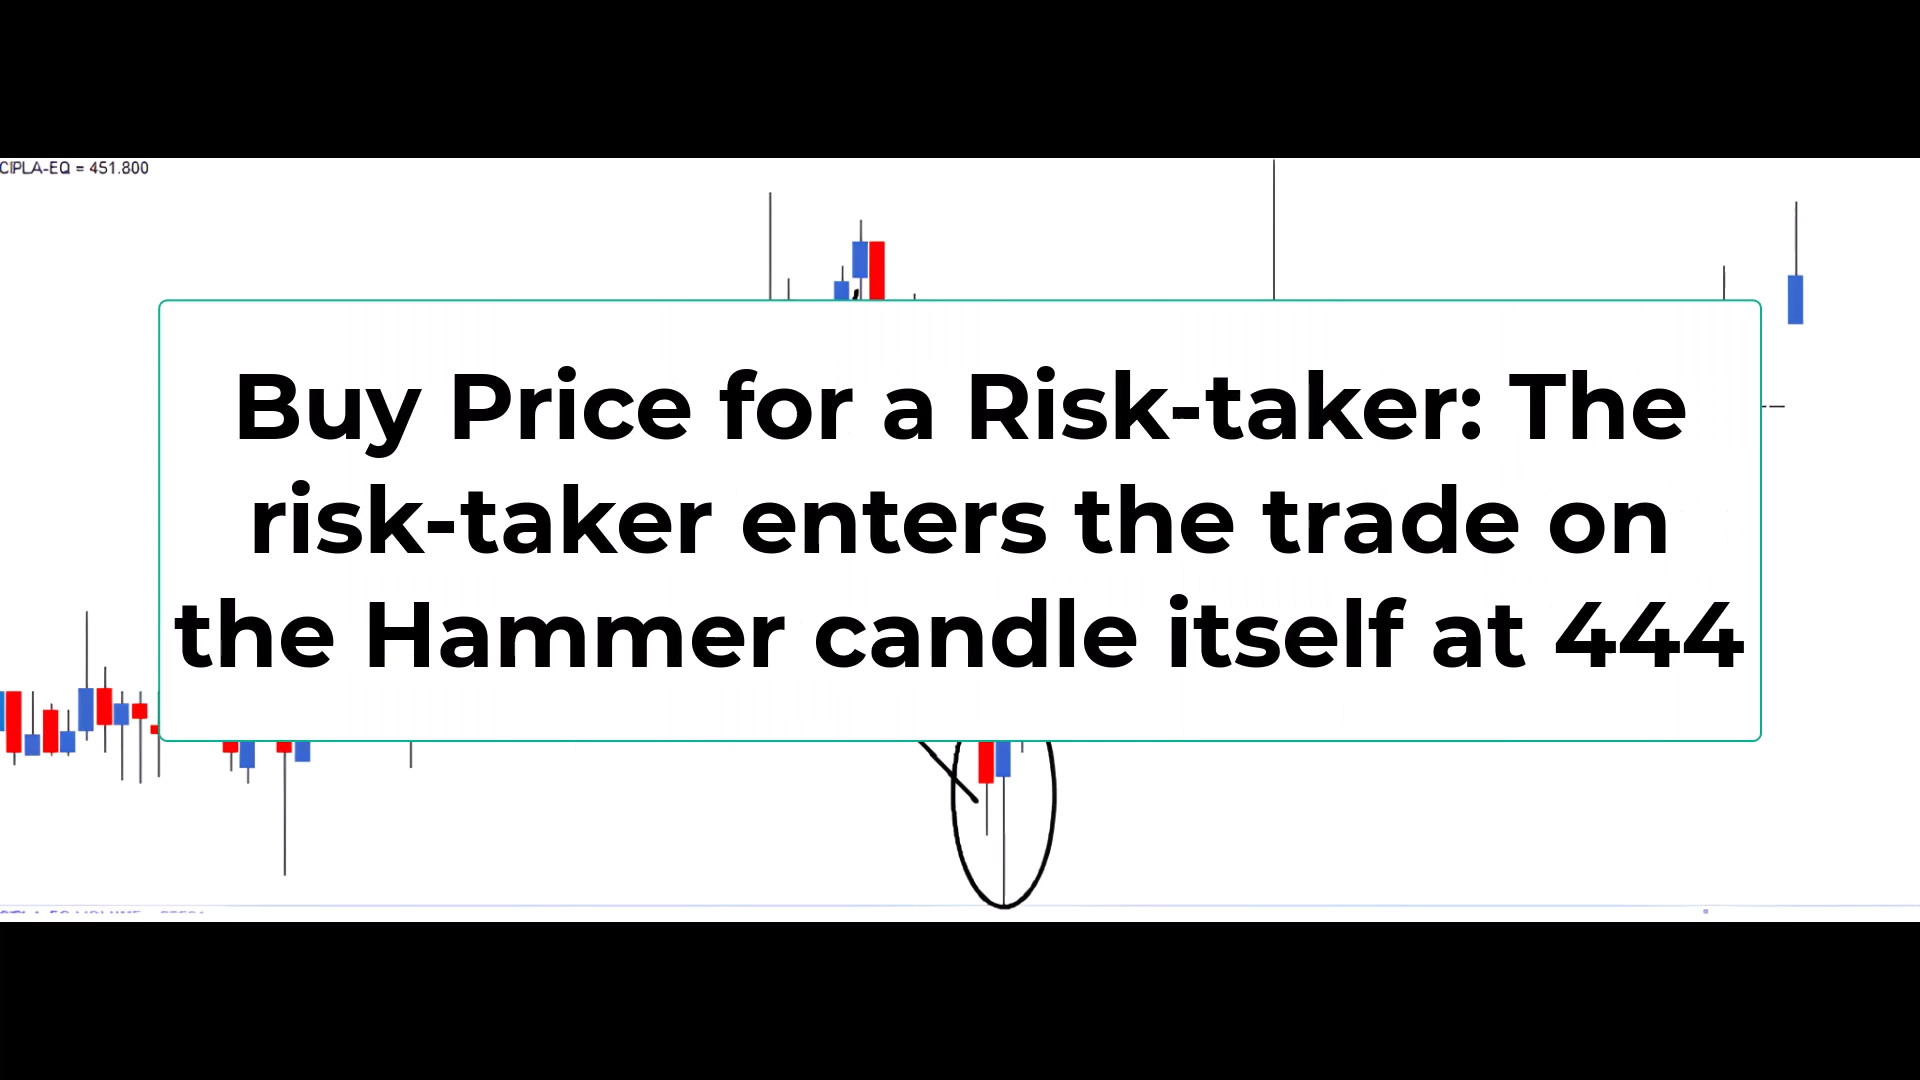 CIPLA-EQ = 451.800
Buy Price for a Risk-taker: The
risk-taker enters the trade on
the Hammer candle itself at 444